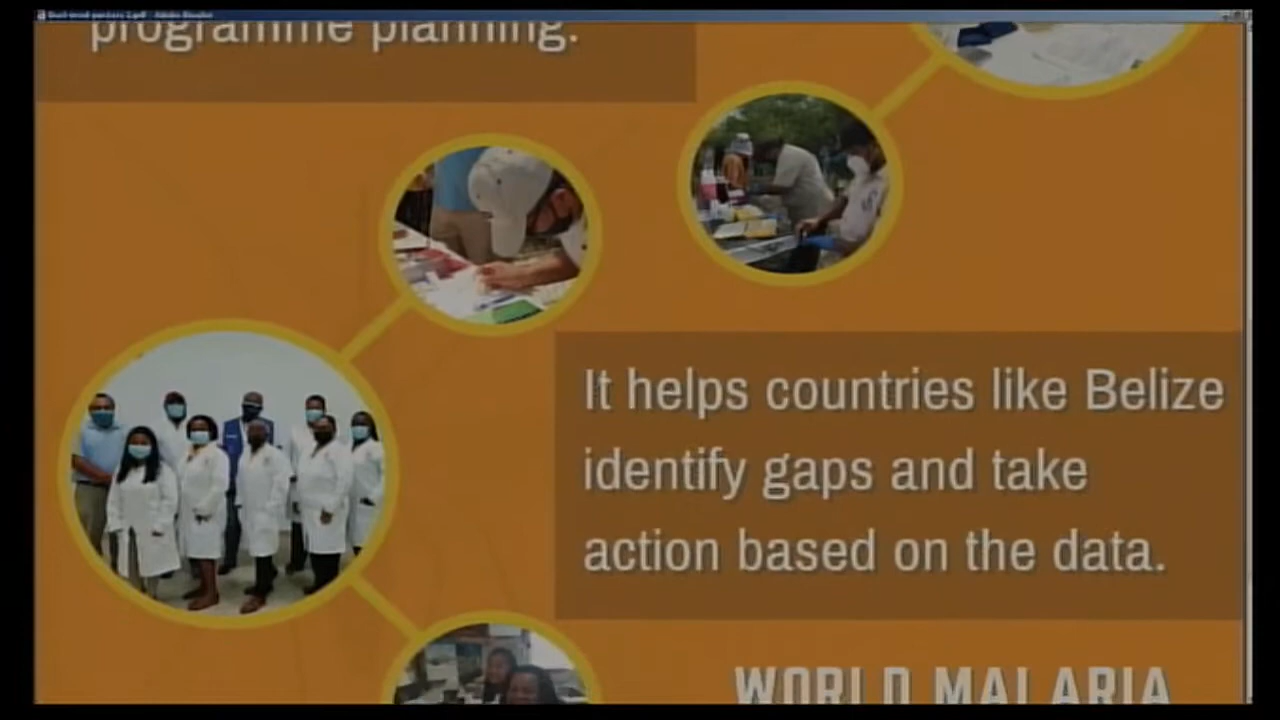 programme planning.
It helps countries like Belize
identify gaps and take
action based on the data.
WORLD MALARIA